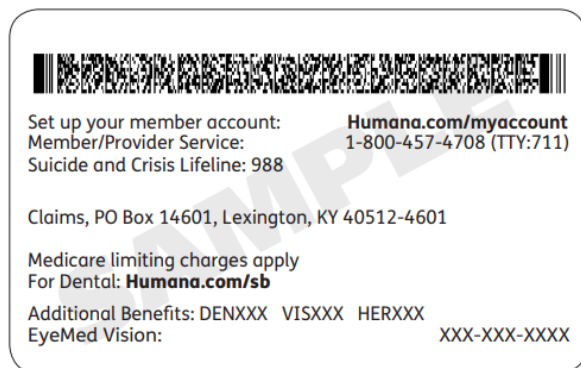 Set up your member account: Humana.com/myaccount
Member/Provider Service: 1-800-457-4708 (TTY:711)
Suicide and Crisis Lifeline: 988
Claims, PO Box 14601, Lexington, KY 40512-4601
Medicare limiting charges apply
For Dental: Humana.com/sb
Additional Benefits: DENXXX VISXXX HERXXX
EyeMed Vision: XXX-XXX-XXXX
SAMPLE